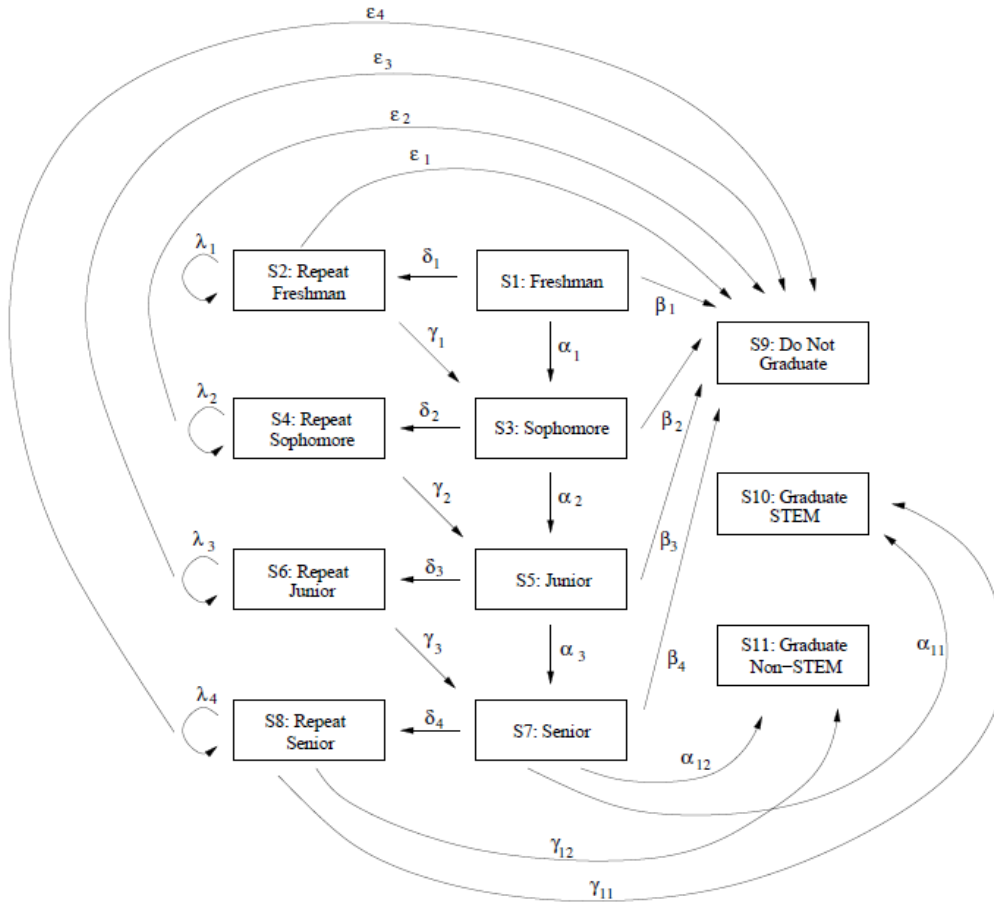 ε4
ε3
ε2
ε1
λ1
S2: Repeat
Freshman
δ1
S1: Freshman
β1
γ1
α1
S9: Do Not
Graduate
λ2
S4: Repeat
Sophomore
δ2
S3: Sophomore
β2
γ2
α2
S10: Graduate
STEM
λ3
S6: Repeat
Junior
δ3
S5: Junior
β3
γ3
α3
S11: Graduate
Non−STEM
α11
β4
λ4
S8: Repeat
Senior
δ4
S7: Senior
α12
γ12
γ11